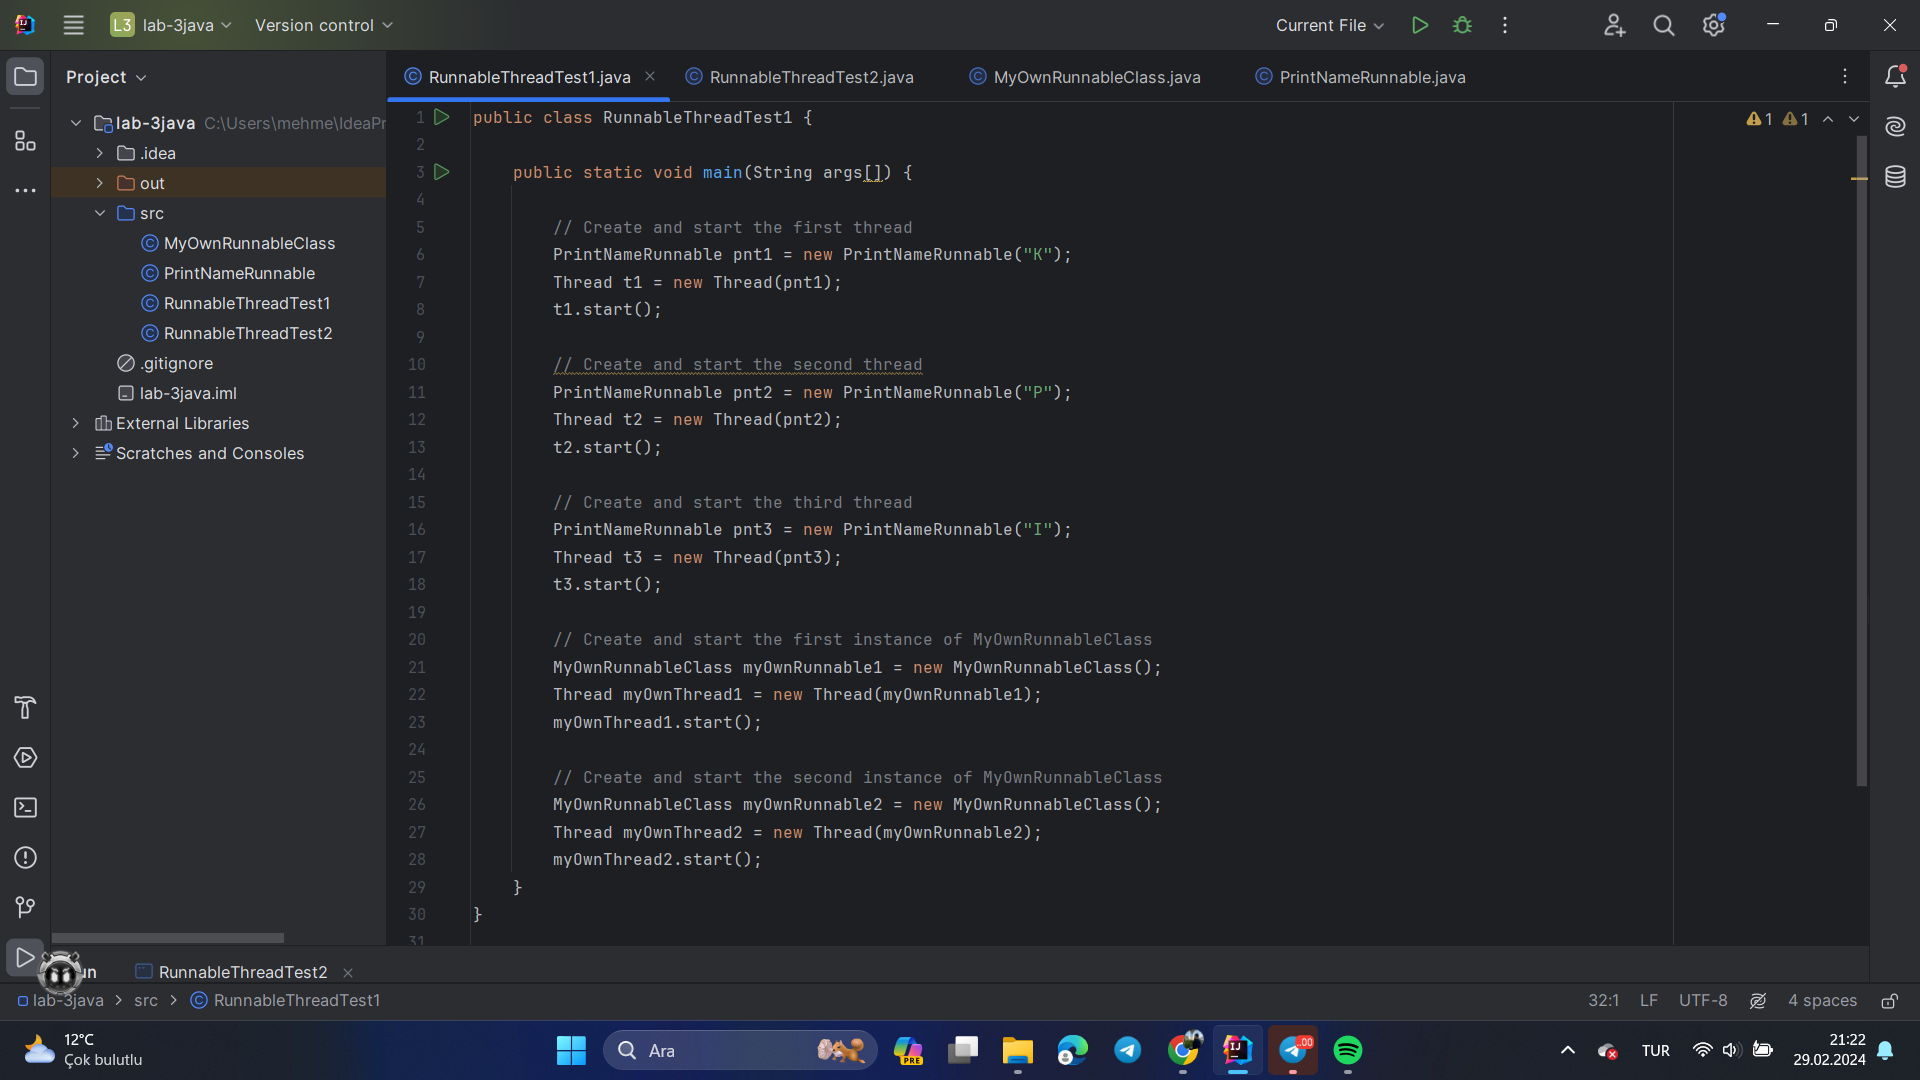 L3 lab-3java Version control Current File
Project
RunnableThreadTest1.java RunnableThreadTest2.java MyOwnRunnableClass.java PrintNameRunnable.java
lab-3java C:\Users\mehme\IdeaPr
.idea
out
src
MyOwnRunnableClass
PrintNameRunnable
RunnableThreadTest1
RunnableThreadTest2
.gitignore
lab-3java.iml
External Libraries
Scratches and Consoles
1 1
1 public class RunnableThreadTest1 {
2
3 public static void main(String args[]) {
4
5 // Create and start the first thread
6 PrintNameRunnable pnt1 = new PrintNameRunnable("K");
7 Thread t1 = new Thread(pnt1);
8 t1.start();
9
10 // Create and start the second thread
11 PrintNameRunnable pnt2 = new PrintNameRunnable("P");
12 Thread t2 = new Thread(pnt2);
13 t2.start();
14
15 // Create and start the third thread
16 PrintNameRunnable pnt3 = new PrintNameRunnable("I");
17 Thread t3 = new Thread(pnt3);
18 t3.start();
19
20 // Create and start the first instance of MyOwnRunnableClass
21 MyOwnRunnableClass myOwnRunnable1 = new MyOwnRunnableClass();
22 Thread myOwnThread1 = new Thread(myOwnRunnable1);
23 myOwnThread1.start();
24
25 // Create and start the second instance of MyOwnRunnableClass
26 MyOwnRunnableClass myOwnRunnable2 = new MyOwnRunnableClass();
27 Thread myOwnThread2 = new Thread(myOwnRunnable2);
28 myOwnThread2.start();
29 }
30 }
31
un RunnableThreadTest2
lab-3java src RunnableThreadTest1 32:1 LF UTF-8 4 spaces
12°C
Çok bulutlu
Ara
PRE
IJ
.00
TUR
21:22
29.02.2024